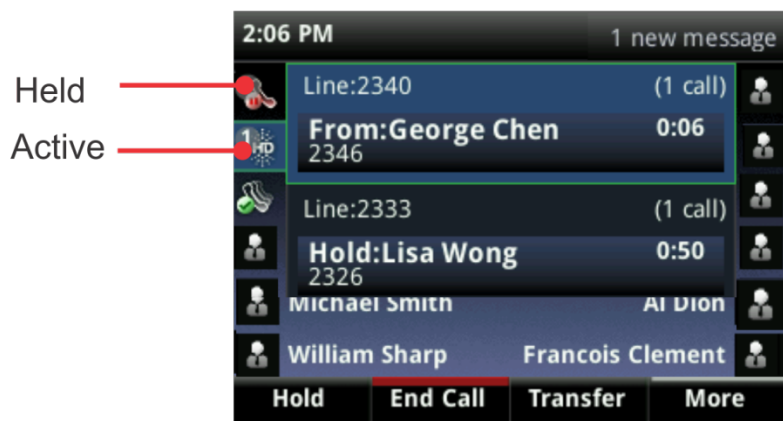 2:06 PM
1 new message
Held
Active
Line:2340 (1 call)
From:George Chen 0:06
2346
1
HD
Line:2333 (1 call)
Hold:Lisa Wong 0:50
2326
Michael Smith Al Dion
William Sharp Francois Clement
Hold End Call Transfer More